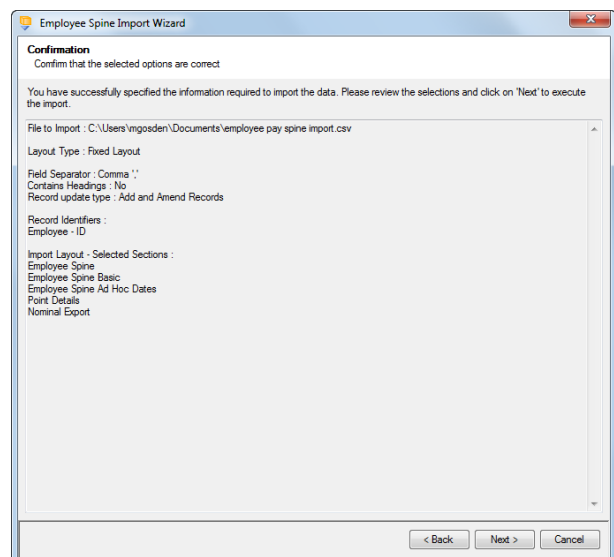 Employee Spine Import Wizard
Confirmation
Comfirm that the selected options are correct
You have successfully specified the information required to import the data. Please review the selections and click on 'Next' to execute
the import.
File to Import : C:\Users\mgosden\Documents\employee pay spine import.csv
Layout Type : Fixed Layout
Field Separator : Comma ','
Contains Headings : No
Record update type : Add and Amend Records
Record Identifiers :
Employee - ID
Import Layout - Selected Sections :
Employee Spine
Employee Spine Basic
Employee Spine Ad Hoc Dates
Point Details
Nominal Export
< Back Next > Cancel